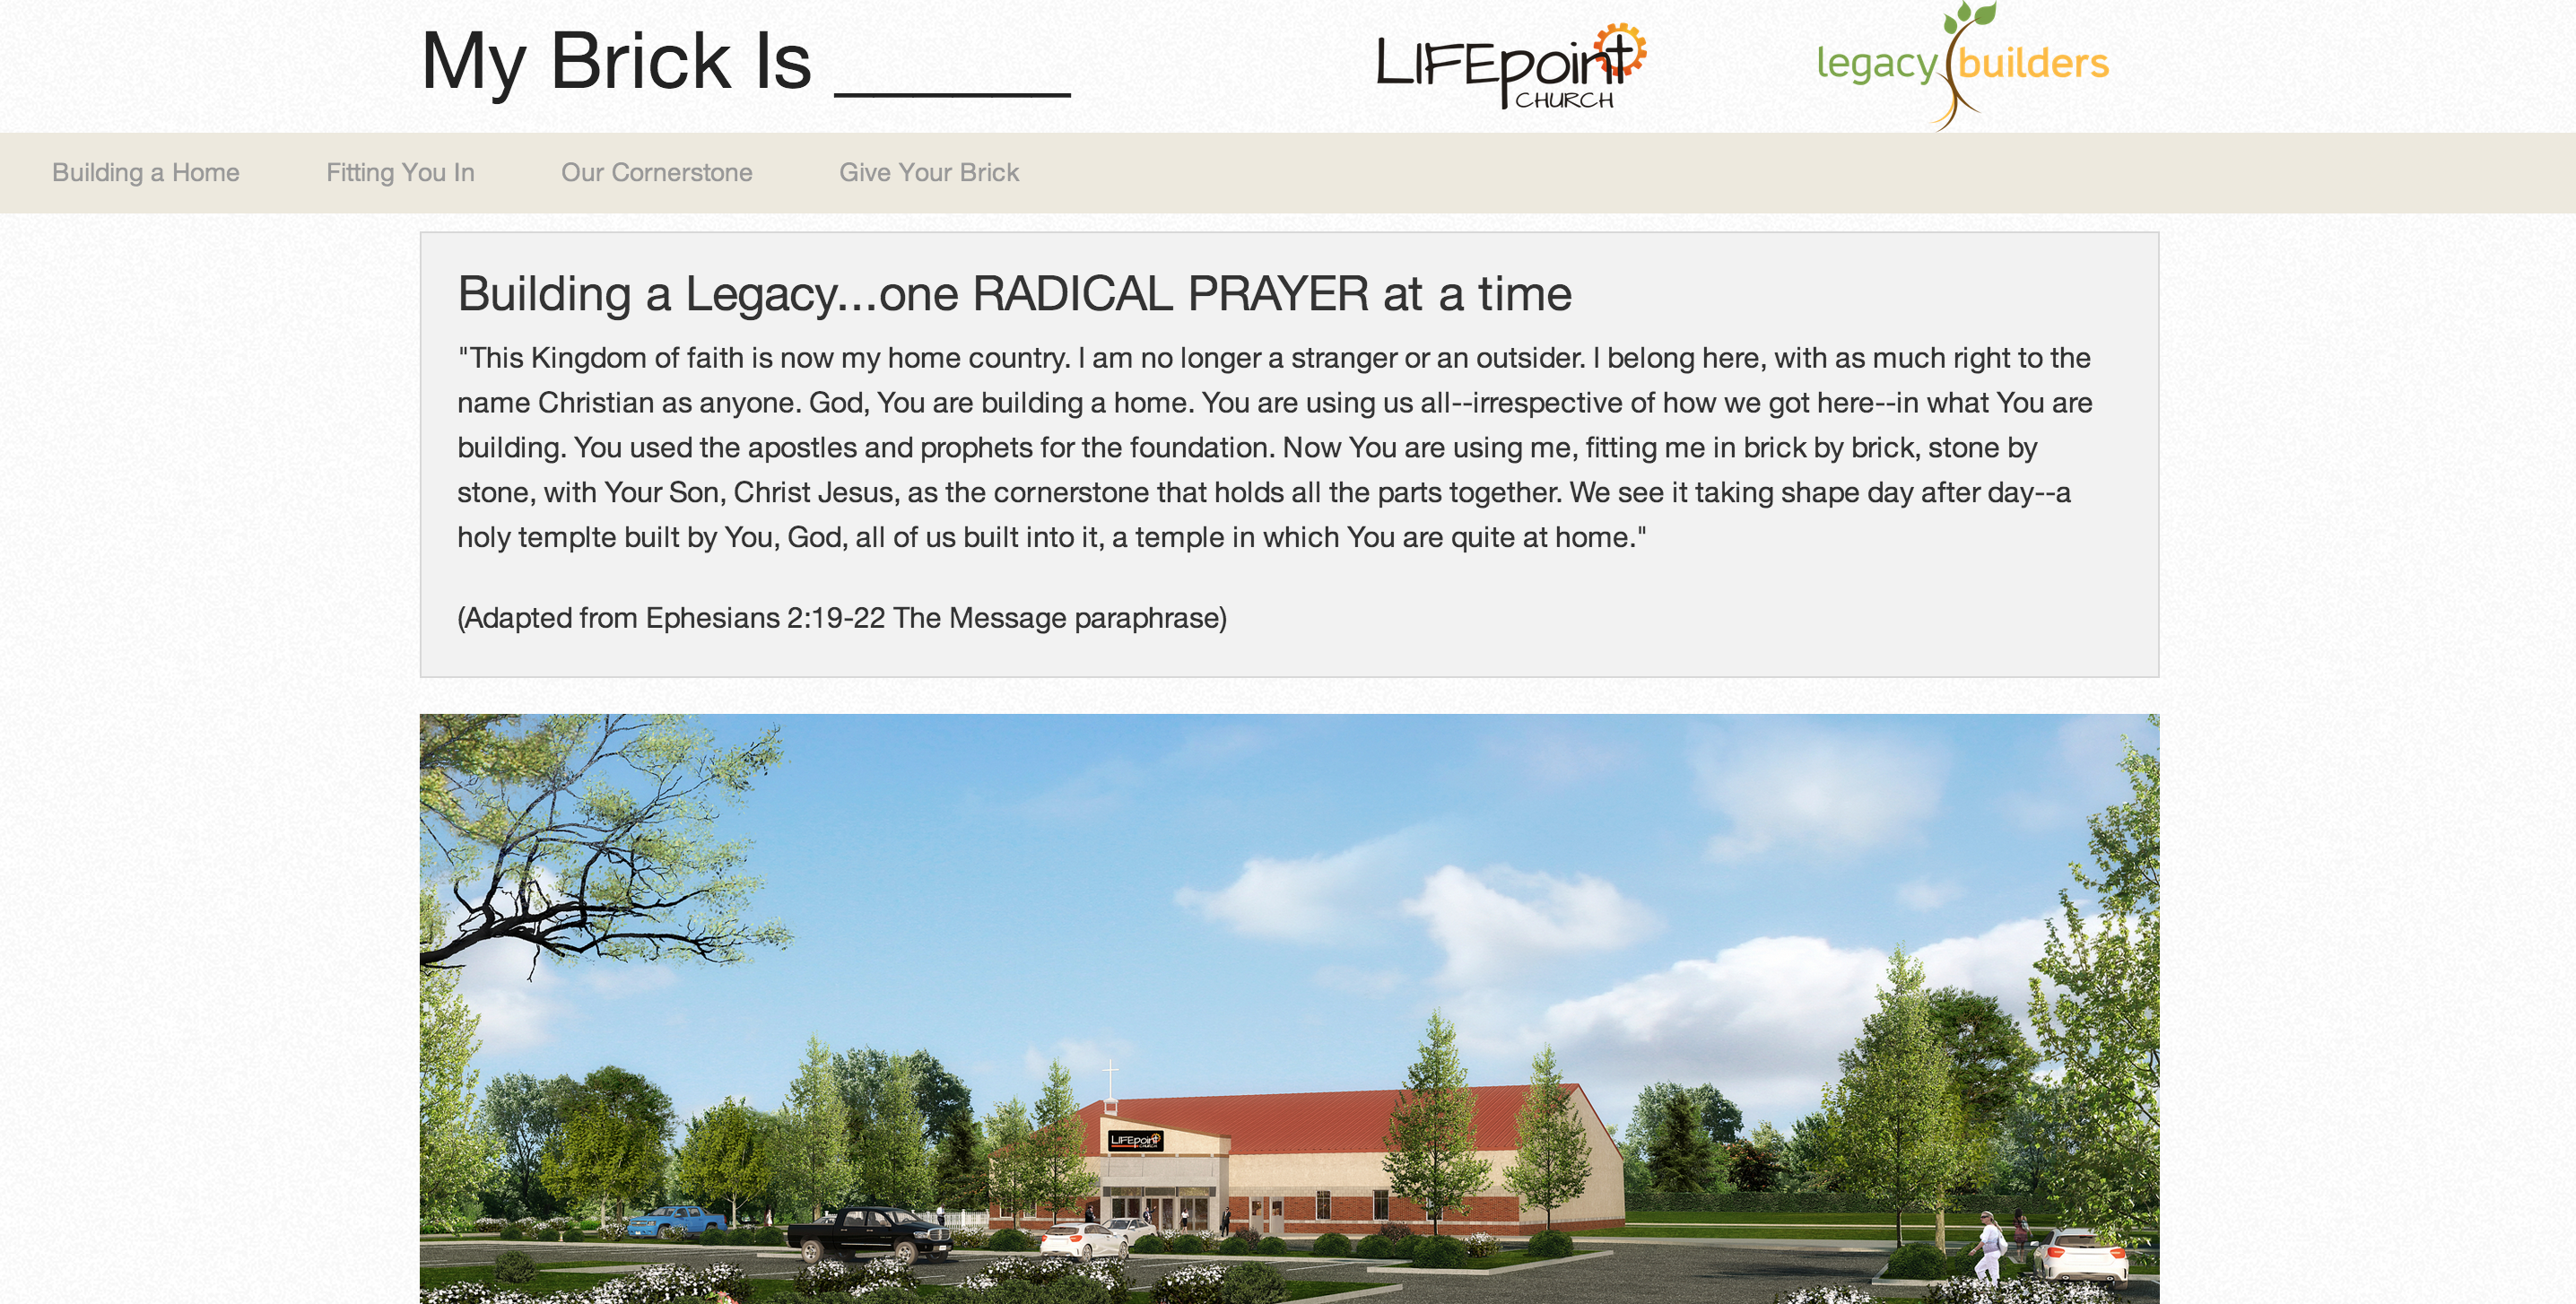 My Brick Is ______
LIFEpoint
CHURCH
legacy builders
Building a Home
Fitting You In
Our Cornerstone
Give Your Brick
Building a Legacy...one RADICAL PRAYER at a time
"This Kingdom of faith is now my home country. I am no longer a stranger or an outsider. I belong here, with as much right to the
name Christian as anyone. God, You are building a home. You are using us all--irrespective of how we got here--in what You are
building. You used the apostles and prophets for the foundation. Now You are using me, fitting me in brick by brick, stone by
stone, with Your Son, Christ Jesus, as the cornerstone that holds all the parts together. We see it taking shape day after day--a
holy templte built by You, God, all of us built into it, a temple in which You are quite at home."
(Adapted from Ephesians 2:19-22 The Message paraphrase)
LIFEpoint
CHURCH